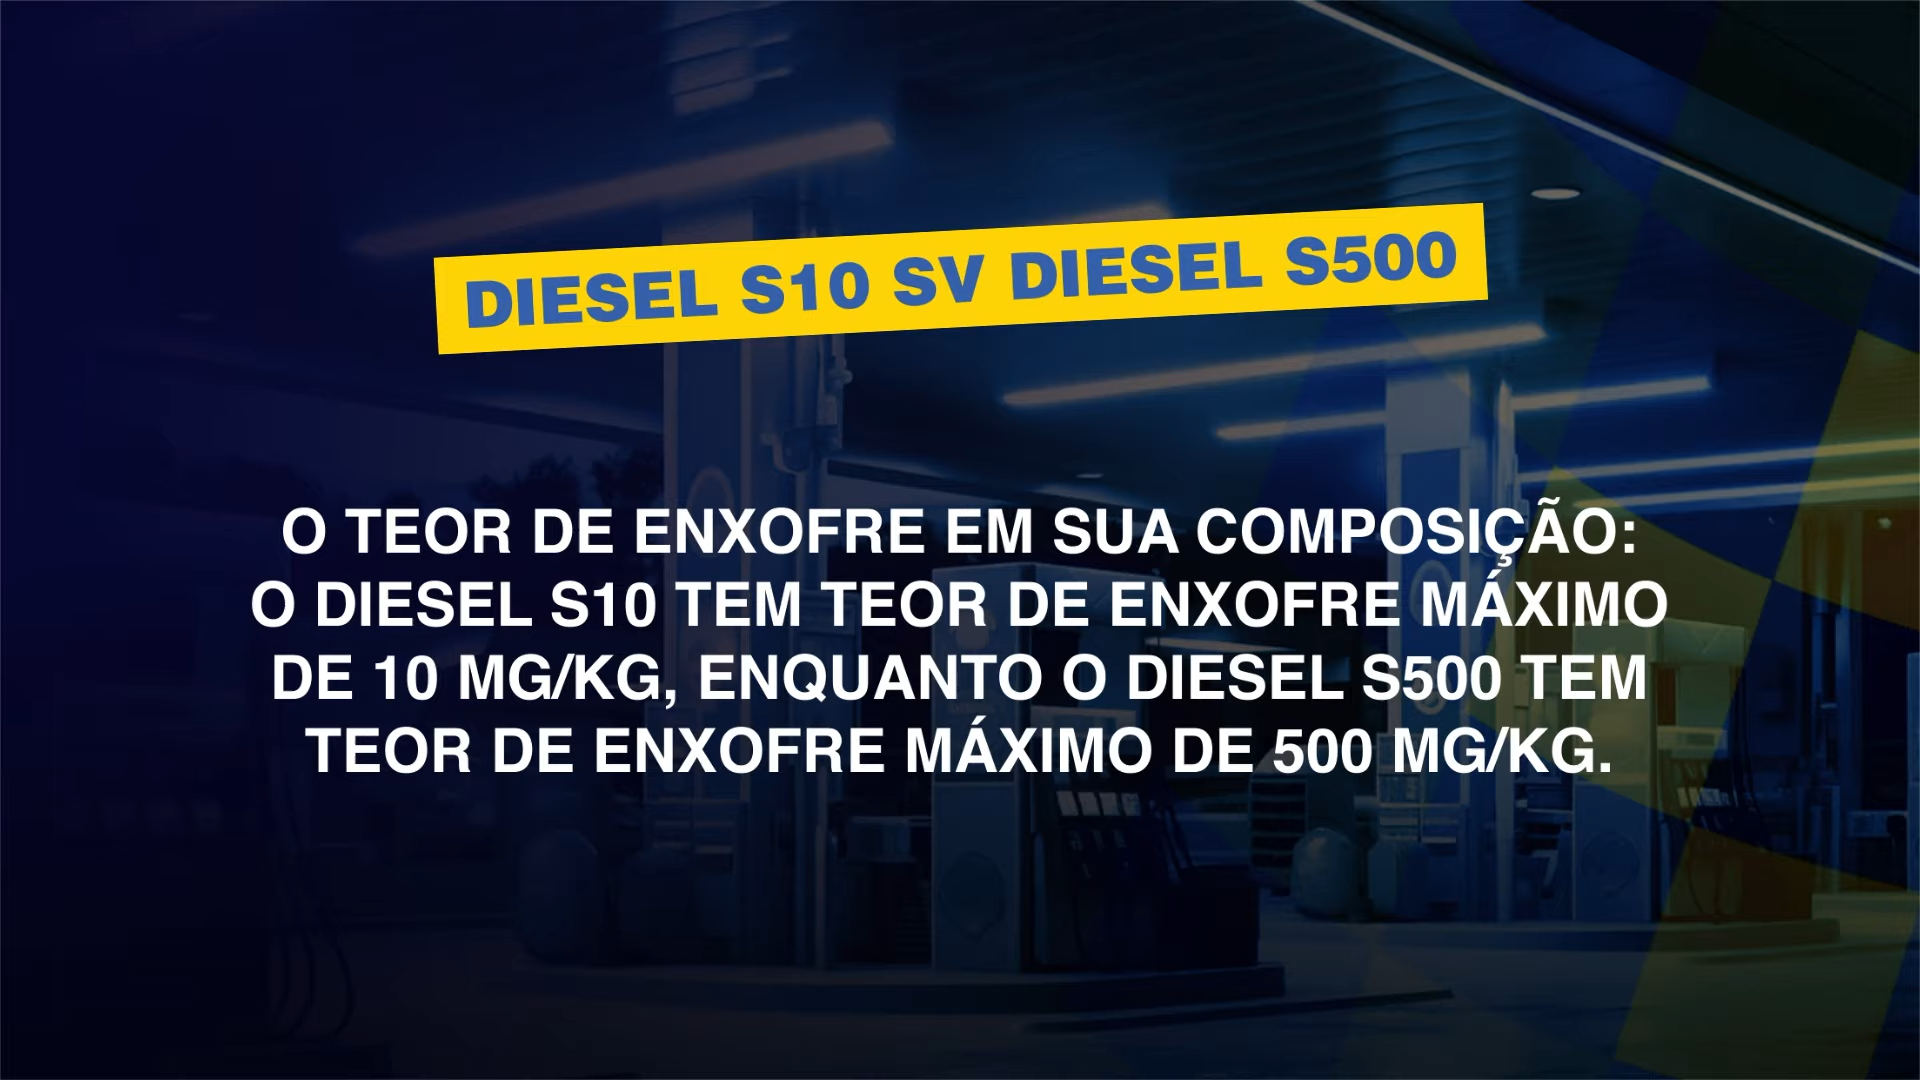 DIESEL S10 SV DIESEL S500
O TEOR DE ENXOFRE EM SUA COMPOSIÇÃO:
O DIESEL S10 TEM TEOR DE ENXOFRE MÁXIMO
DE 10 MG/KG, ENQUANTO O DIESEL S500 TEM
TEOR DE ENXOFRE MÁXIMO DE 500 MG/KG.